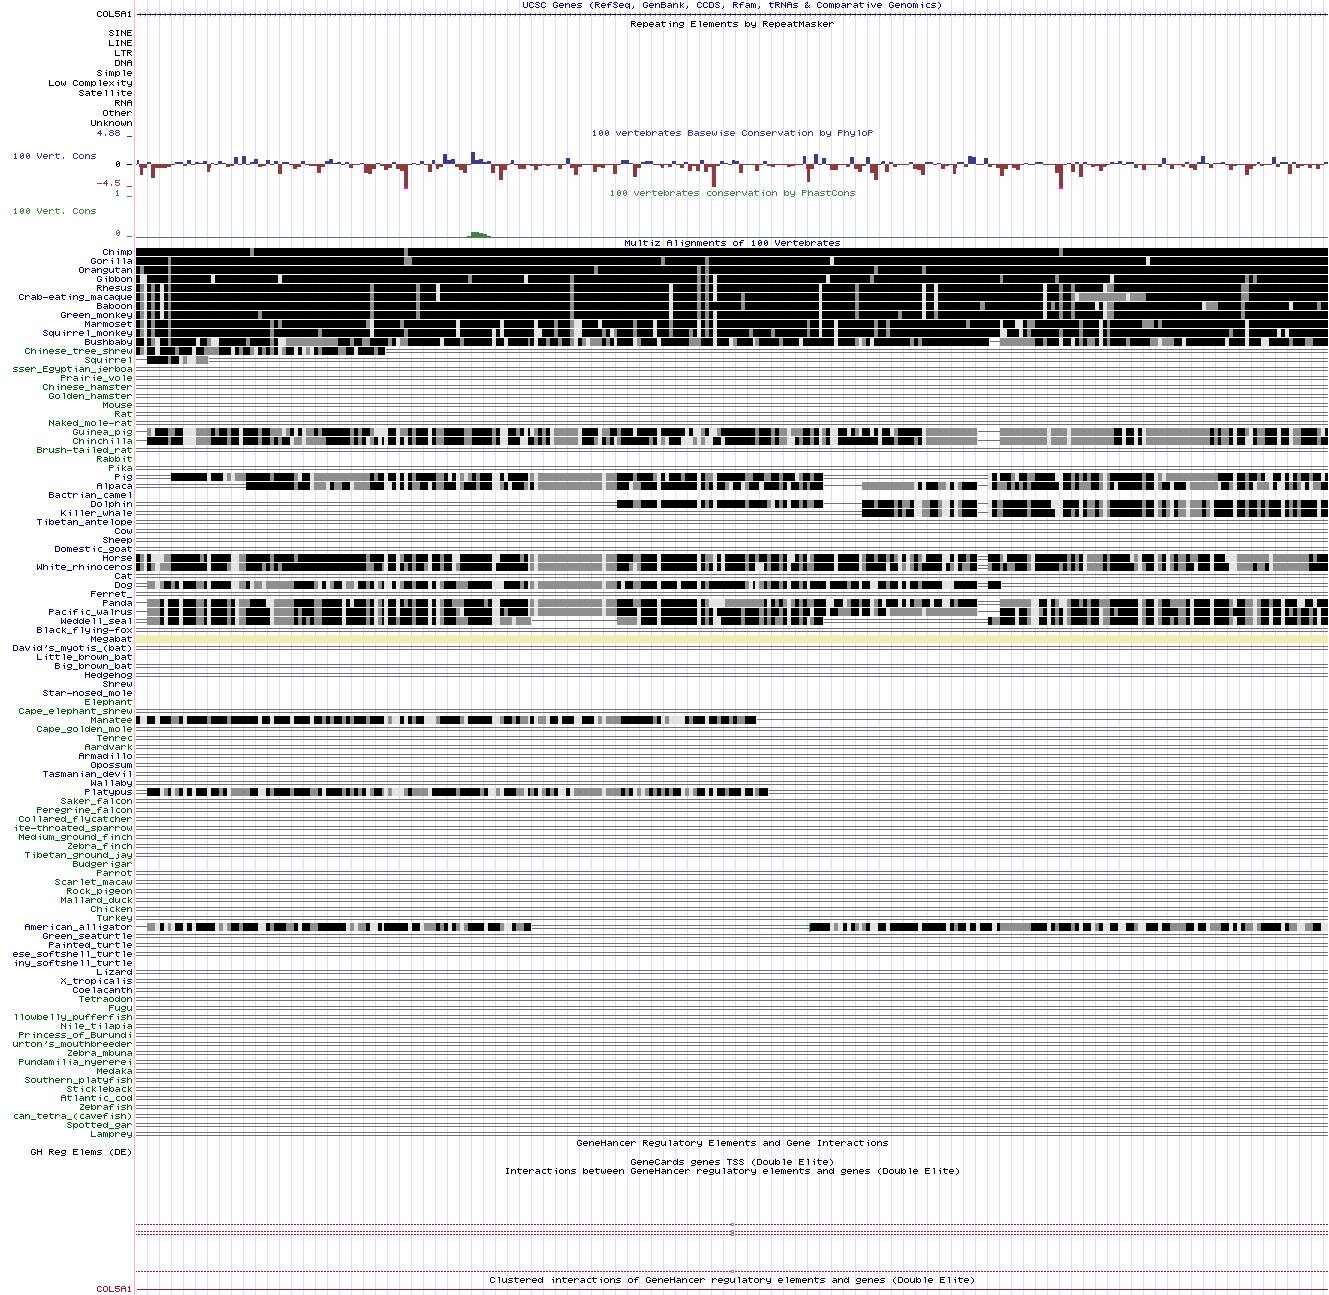 UCSC Genes (RefSeq, GenBank, CCDS, Rfam, tRNAs & Comparative Genomics)
COL5A1
Repeating Elements by RepeatMasker
SINE
LINE
LTR
DNA
Simple
Low Complexity
Satellite
RNA
Other
Unknown
4.88 _
100 vertebrates Basewise Conservation by PhyloP
100 Vert. Cons
0 -
-4.5 _
100 vertebrates conservation by PhastCons
1 _
100 Vert. Cons
0 _
Multiz Alignments of 100 Vertebrates
Chimp
Gorilla
Orangutan
Gibbon
Rhesus
Crab-eating_macaque
Baboon
Green_monkey
Marmoset
Squirrel_monkey
Bushbaby
Chinese_tree_shrew
Squirrel
sser_Egyptian_jerboa
Prairie_vole
Chinese_hamster
Golden_hamster
Mouse
Rat
Naked_mole-rat
Guinea_pig
Chinchilla
Brush-tailed_rat
Rabbit
Pika
Pig
Alpaca
Bactrian_camel
Dolphin
Killer_whale
Tibetan_antelope
Cow
Sheep
Domestic_goat
Horse
White_rhinoceros
Cat
Dog
Ferret_
Panda
Pacific_walrus
Weddell_seal
Black_flying-fox
Megabat
David's_myotis_(bat)
Little_brown_bat
Big_brown_bat
Hedgehog
Shrew
Star-nosed_mole
Elephant
Cape_elephant_shrew
Manatee
Cape_golden_mole
Tenrec
Aardvark
Armadillo
Opossum
Tasmanian_devil
Wallaby
Platypus
Saker_falcon
Peregrine_falcon
Collared_flycatcher
ite-throated_sparrow
Medium_ground_finch
Zebra_finch
Tibetan_ground_jay
Budgerigar
Parrot
Scarlet_macaw
Rock_pigeon
Mallard_duck
Chicken
Turkey
American_alligator
Green_seaturtle
Painted_turtle
ese_softshell_turtle
iny_softshell_turtle
Lizard
X_tropicalis
Coelacanth
Tetraodon
Fugu
llowbelly_pufferfish
Nile_tilapia
Princess_of_Burundi
urton's_mouthbreeder
Zebra_mbuna
Pundamilia_nyererei
Medaka
Southern_platyfish
Stickleback
Atlantic_cod
Zebrafish
can_tetra_(cavefish)
Spotted_gar
Lamprey
GeneHancer Regulatory Elements and Gene Interactions
GH Reg Elems (DE)
GeneCards genes TSS (Double Elite)
Interactions between GeneHancer regulatory elements and genes (Double Elite)
Clustered interactions of GeneHancer regulatory elements and genes (Double Elite)
COL5A1